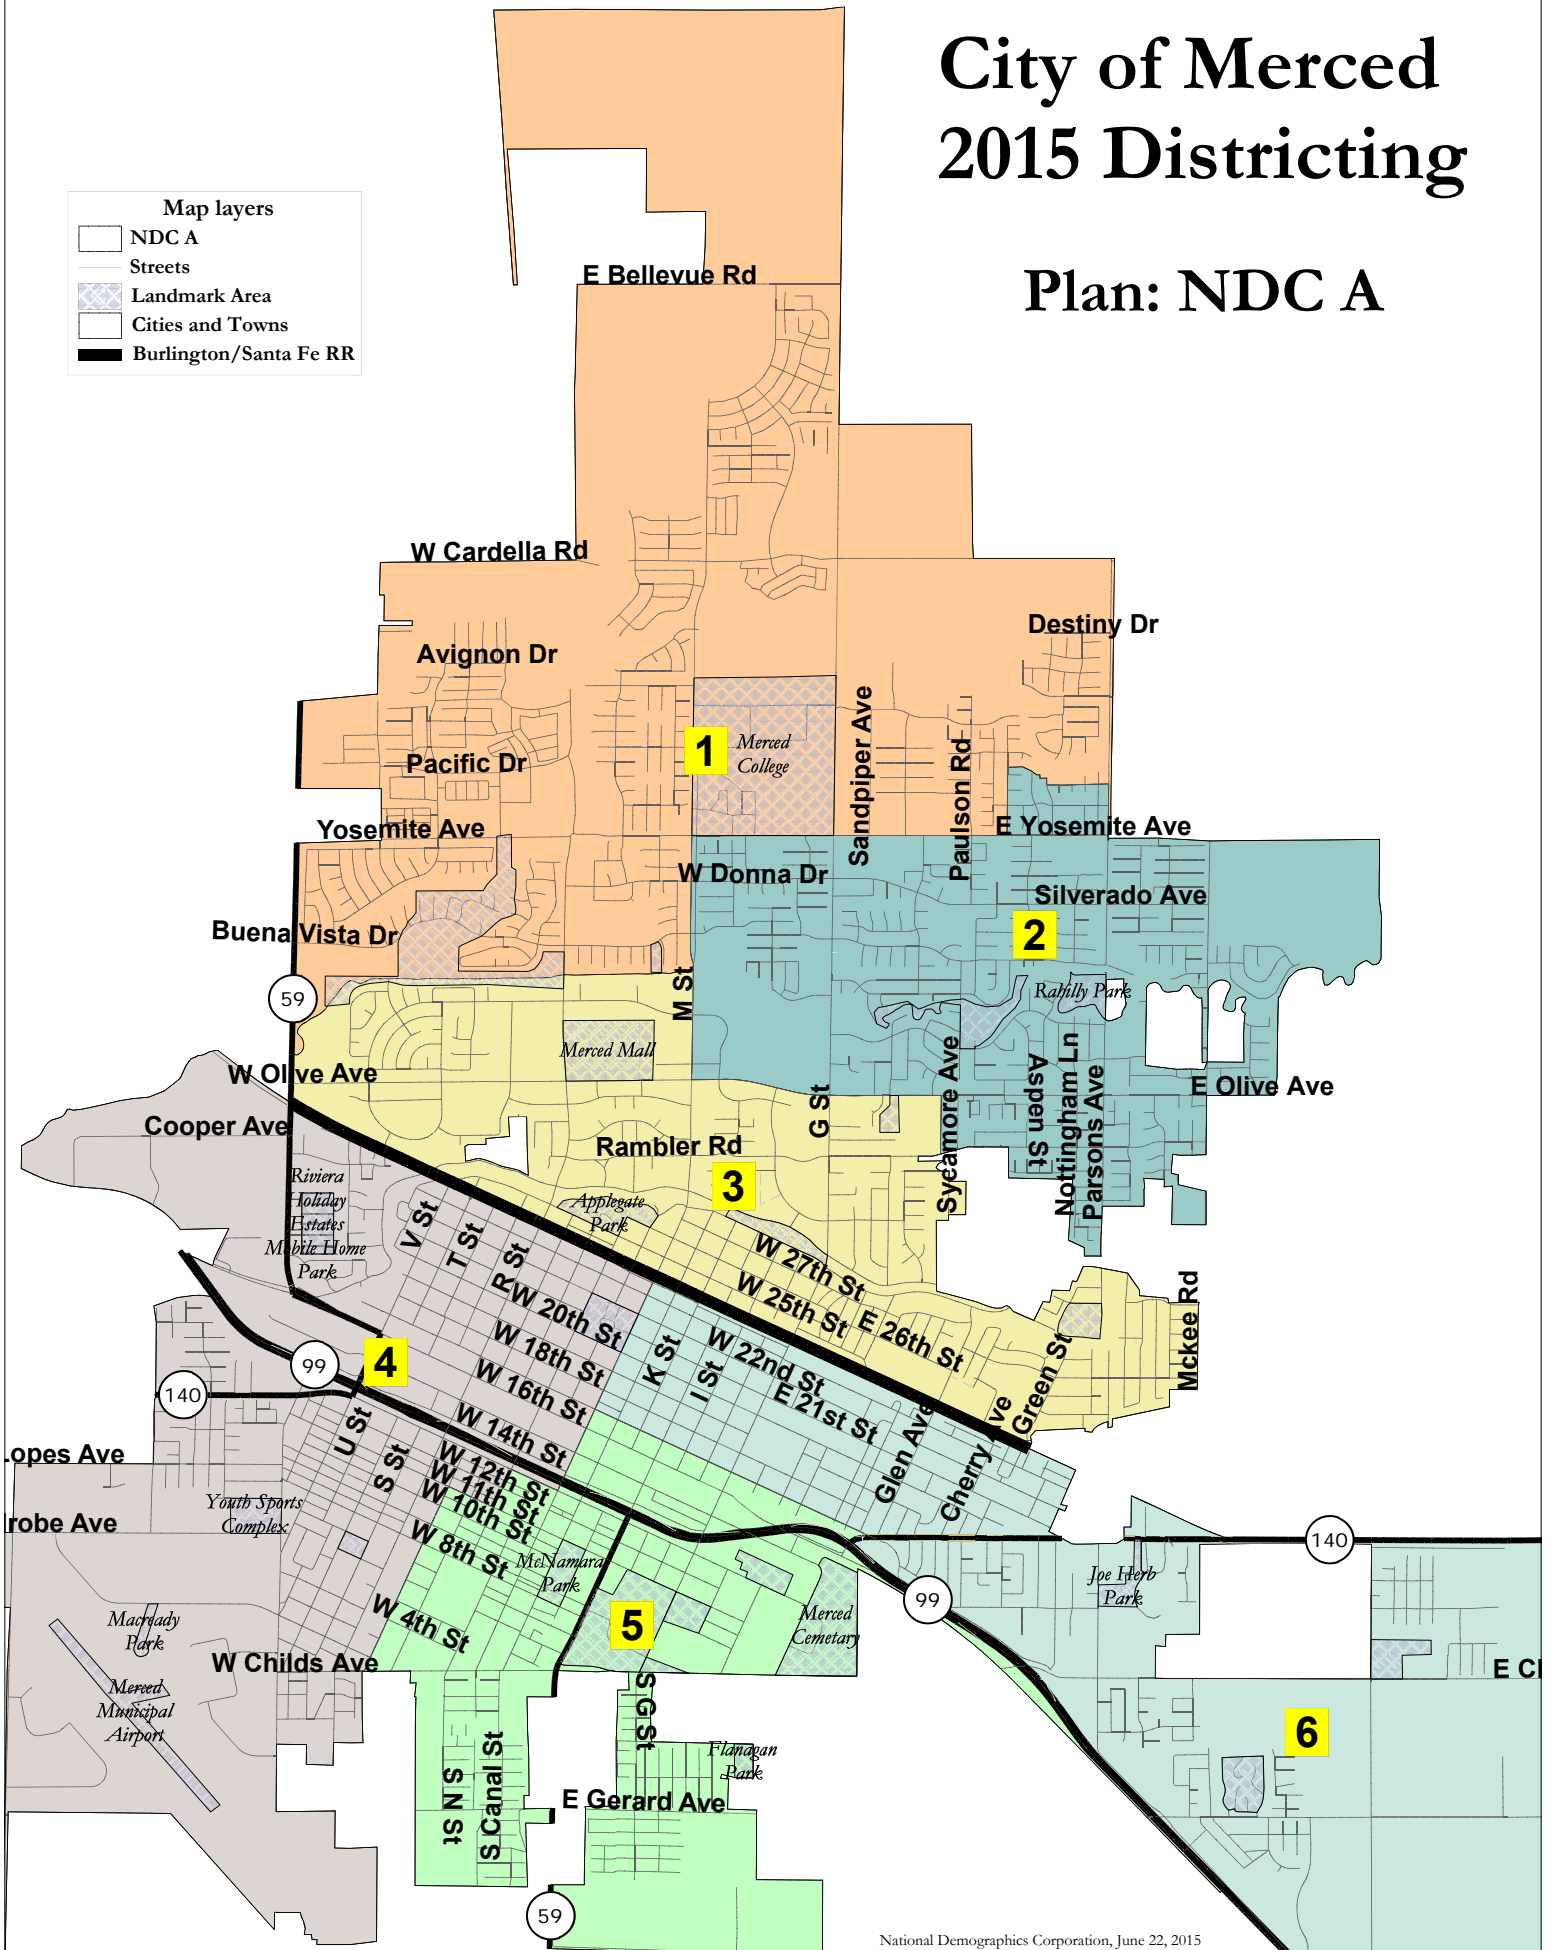 City of Merced
2015 Districting
Plan: NDC A
Map layers
NDC A
Streets
Landmark Area
Cities and Towns
Burlington/Santa Fe RR
E Bellevue Rd
W Cardella Rd
Destiny Dr
Avignon Dr
1
Merced
College
Sandpiper Ave
Paulson Rd
Pacific Dr
Yosemite Ave
E Yosemite Ave
W Donna Dr
Silverado Ave
Buena Vista Dr
2
59
M St
Rahilly Park
Merced Mall
W Olive Ave
E Olive Ave
Cooper Ave
G St
Sycamore Ave
Aspen St
Nottingham Ln
Parsons Ave
Rambler Rd
3
Riviera
Holiday
Estates
Mobile Home
Park
Applegate
Park
V St
T St
R St
W 27th St
W 25th St
E 26th St
W 20th St
W 18th St
W 16th St
W 14th St
K St
I St
W 22nd St
E 21st St
Green St
Mckee Rd
99
4
140
U St
S St
W 12th St
W 11th St
W 10th St
W 8th St
W 4th St
Glen Ave
Cherry Ave
Lopes Ave
Youth Sports
Complex
robe Ave
140
McNamara
Park
Joe Herb
Park
99
Macready
Park
5
Merced
Cemetary
W Childs Ave
E Cl
Merced
Municipal
Airport
S G St
6
Flanagan
Park
S N St
S Canal St
E Gerard Ave
59
National Demographics Corporation, June 22, 2015